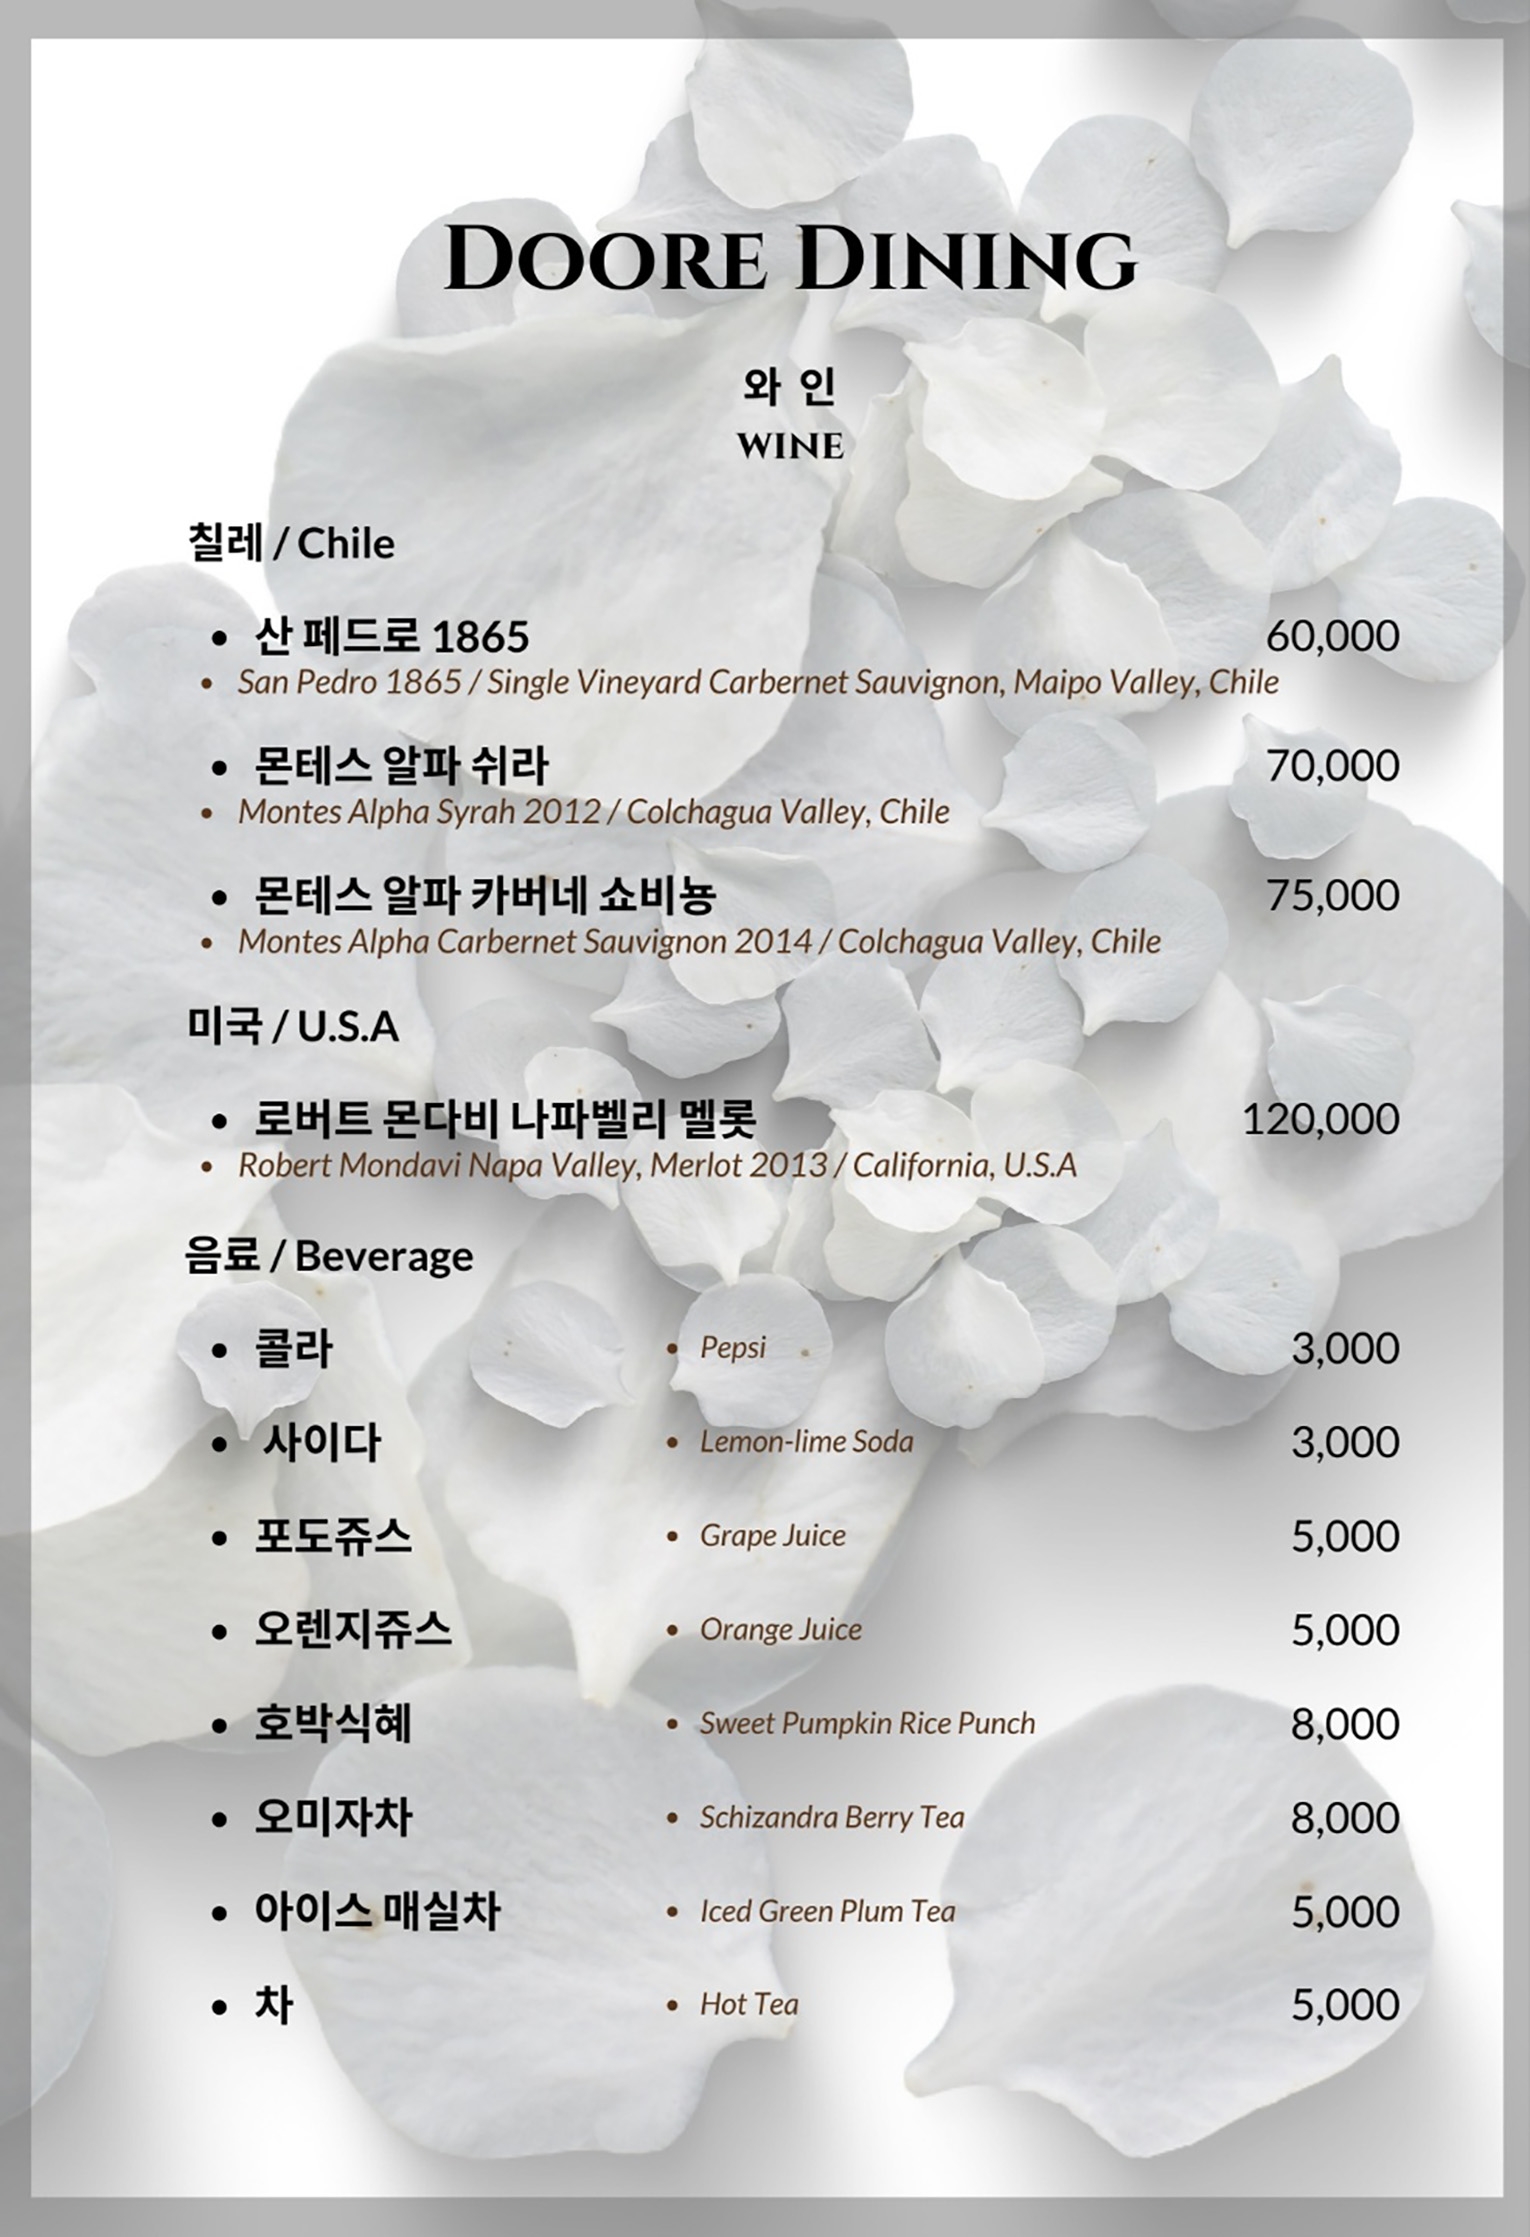 DOORE DINING
와 인
WINE
칠레 / Chile
• 산 페드로 1865 60,000
• San Pedro 1865 / Single Vineyard Carbernet Sauvignon, Maipo Valley, Chile
• 몬테스 알파 쉬라 70,000
• Montes Alpha Syrah 2012 / Colchagua Valley, Chile
• 몬테스 알파 카버네 쇼비뇽 75,000
• Montes Alpha Carbernet Sauvignon 2014 / Colchagua Valley, Chile
미국 / U.S.A
• 로버트 몬다비 나파벨리 멜롯 120,000
• Robert Mondavi Napa Valley, Merlot 2013 / California, U.S.A
음료 / Beverage
• 콜라 • Pepsi 3,000
• 사이다 • Lemon-lime Soda 3,000
• 포도쥬스 • Grape Juice 5,000
• 오렌지쥬스 • Orange Juice 5,000
• 호박식혜 • Sweet Pumpkin Rice Punch 8,000
• 오미자차 • Schizandra Berry Tea 8,000
• 아이스 매실차 • Iced Green Plum Tea 5,000
• 차 • Hot Tea 5,000